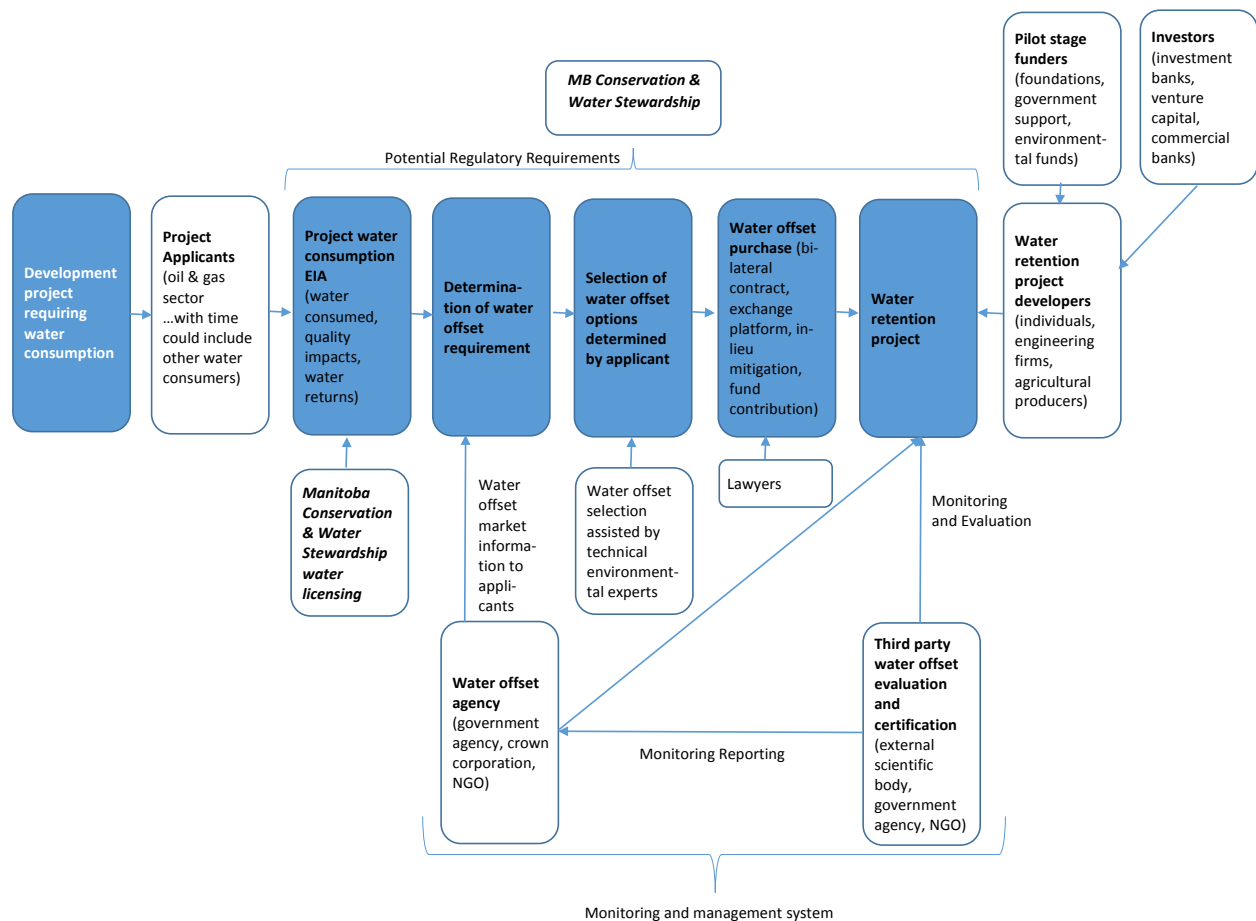 MB Conservation &
Water Stewardship
Pilot stage
funders
(foundations,
government
support,
environmen-
tal funds)
Investors
(investment
banks,
venture
capital,
commercial
banks)
Potential Regulatory Requirements
Development
project
requiring
water
consumption
Project
Applicants
(oil & gas
sector
…with time
could include
other water
consumers)
Project water
consumption
EIA
(water
consumed,
quality
impacts,
water
returns)
Determina-
tion of water
offset
requirement
Selection of
water offset
options
determined
by applicant
Water offset
purchase (bi-
lateral
contract,
exchange
platform, in-
lieu
mitigation,
fund
contribution)
Water
retention
project
Water
retention
project
developers
(individuals,
engineering
firms,
agricultural
producers)
Manitoba
Conservation
& Water
Stewardship
water
licensing
Water
offset
market
informa-
tion to
appli-
cants
Water offset
selection
assisted by
technical
environmen-
tal experts
Lawyers
Monitoring
and Evaluation
Water offset
agency
(government
agency, crown
corporation,
NGO)
Monitoring Reporting
Third party
water offset
evaluation
and
certification
(external
scientific
body,
government
agency, NGO)
Monitoring and management system